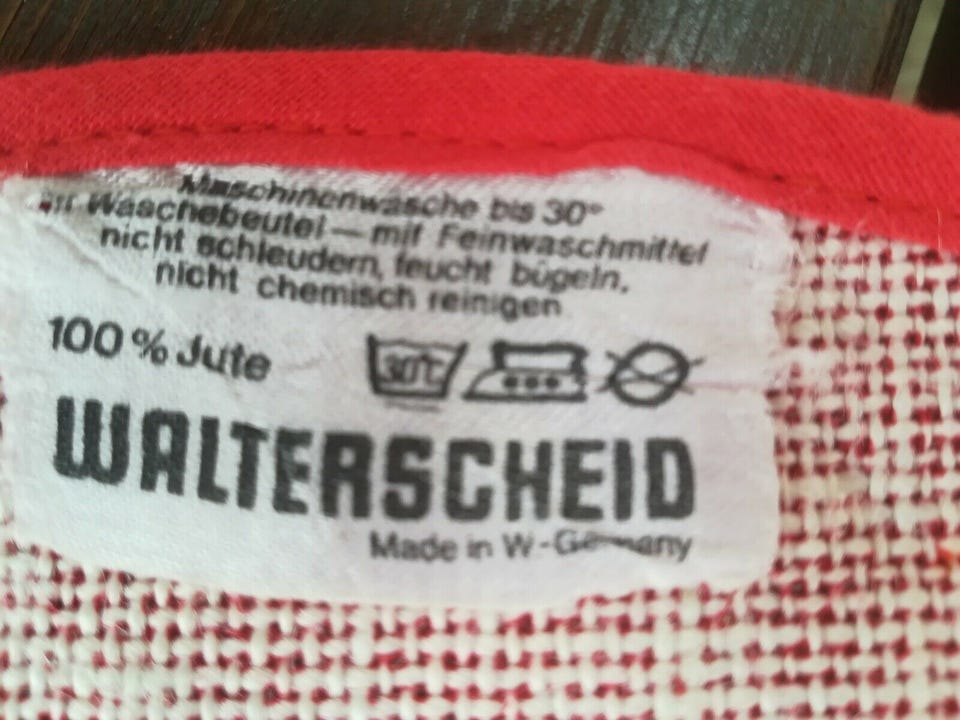 Maschinenwäsche bis 30°
im Wäschebeutel — mit Feinwaschmittel
nicht schleudern, feucht bügeln.
nicht chemisch reinigen
100 % Jute
30°C
WALTERSCHEID
Made in W-Germany